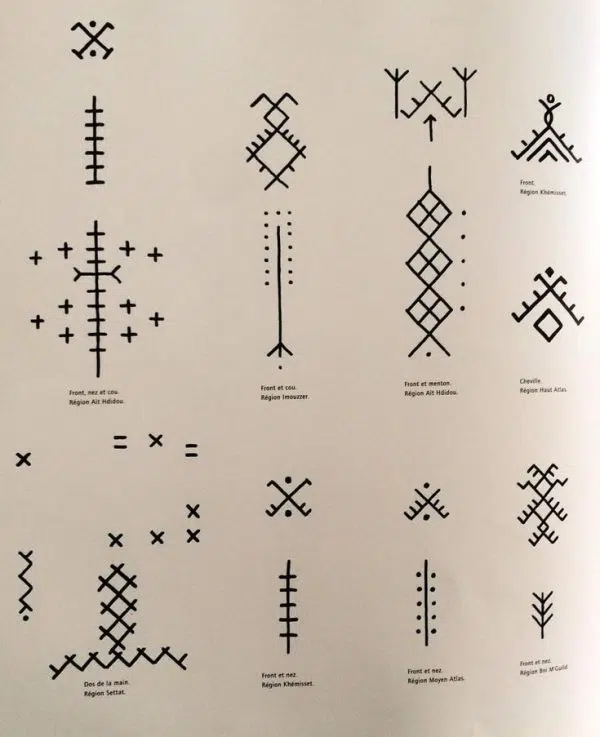 Front.
Région Khémisset.
Front, nez et cou.
Région Aït Hdidou.
Front et cou.
Région Imouzzer.
Front et menton.
Région Aït Hdidou.
Cheville.
Région Haut Atlas.
Dos de la main.
Région Settat.
Front et nez.
Région Khémisset.
Front et nez.
Région Moyen Atlas.
Front et nez.
Région Bni M'Guild